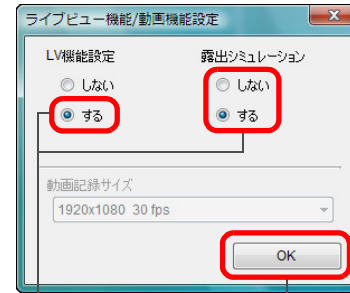 ライブビュー機能/動画機能設定
LV機能設定
しない
する
露出シミュレーション
しない
する
動画記録サイズ
1920x1080 30 fps
OK